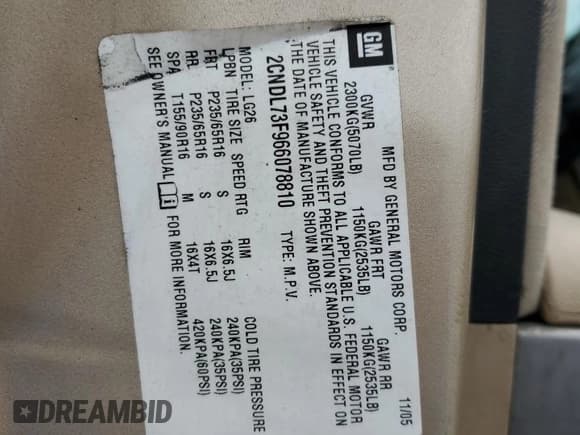 GM
MFD BY GENERAL MOTORS CORP. 11/05
GVWR GAWR FRT GAWR RR
2300KG(5070LB) 1150KG(2535LB) 1150KG(2535LB)
THIS VEHICLE CONFORMS TO ALL APPLICABLE U.S. FEDERAL MOTOR
VEHICLE SAFETY AND THEFT PREVENTION STANDARDS IN EFFECT ON
THE DATE OF MANUFACTURE SHOWN ABOVE.
2CNDL73F966078810 TYPE: M.P.V.
MODEL: LG26
LPBN TIRE SIZE SPEED RTG RIM COLD TIRE PRESSURE
FRT P235/65R16 S 16X6.5J 240KPA(35PSI)
RR P235/65R16 S 16X6.5J 240KPA(35PSI)
SPA T155/90R16 M 16X4T 420KPA(60PSI)
SEE OWNER'S MANUAL i FOR MORE INFORMATION.
DREAMBID